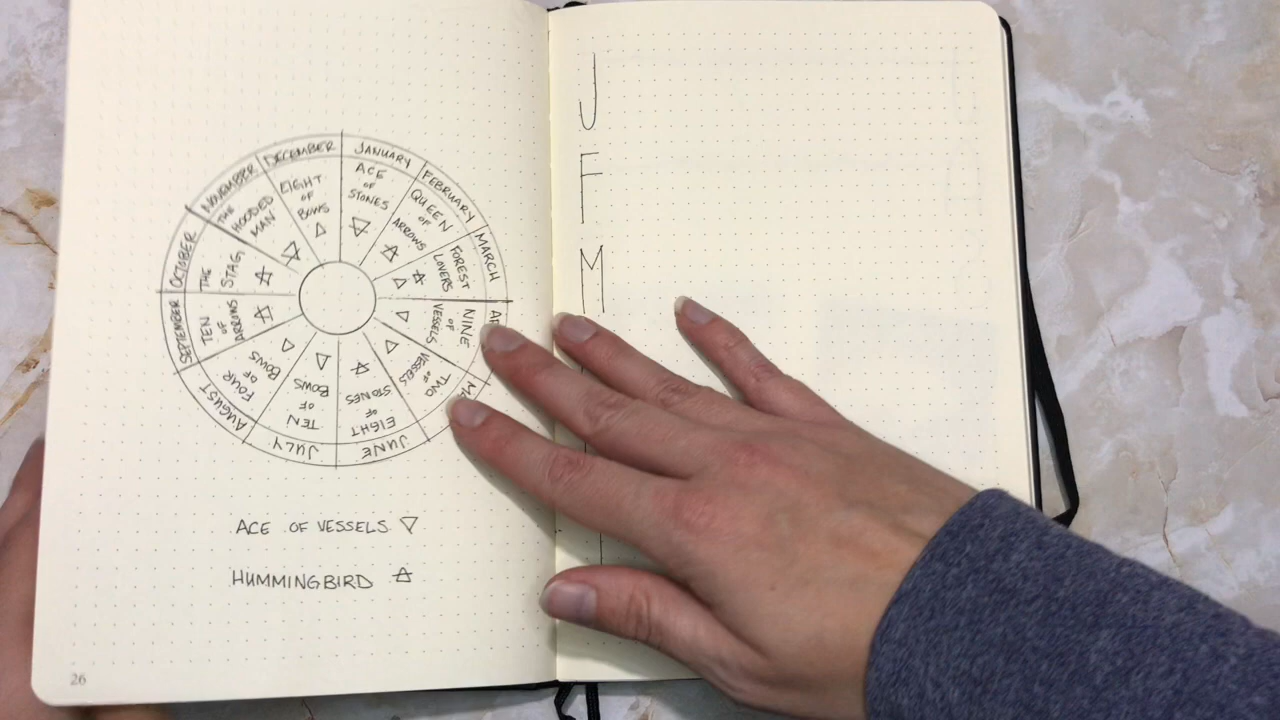 JANUARY
ACE
OF
STONES
FEBRUARY
QUEEN
OF
ARROWS
MARCH
FOREST
LOVERS
NINE
OF
VESSELS
TWO
OF
VESSELS
JUNE
EIGHT
OF
STONES
JULY
TEN
OF
BOWS
AUGUST
FOUR
OF
BOWS
SEPTEMBER
TEN
OF
ARROWS
OCTOBER
THE
STAG
NOVEMBER
THE
HOODED
MAN
DECEMBER
EIGHT
OF
BOWS
ACE OF VESSELS
HUMMINGBIRD
26
J
F
M